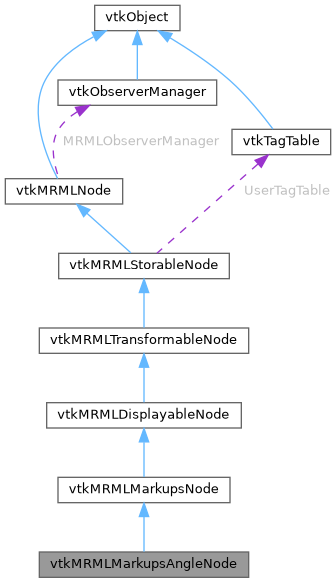 vtkObject
vtkObserverManager
MRMLObserverManager
vtkTagTable
vtkMRMLNode
UserTagTable
vtkMRMLStorableNode
vtkMRMLTransformableNode
vtkMRMLDisplayableNode
vtkMRMLMarkupsNode
vtkMRMLMarkupsAngleNode